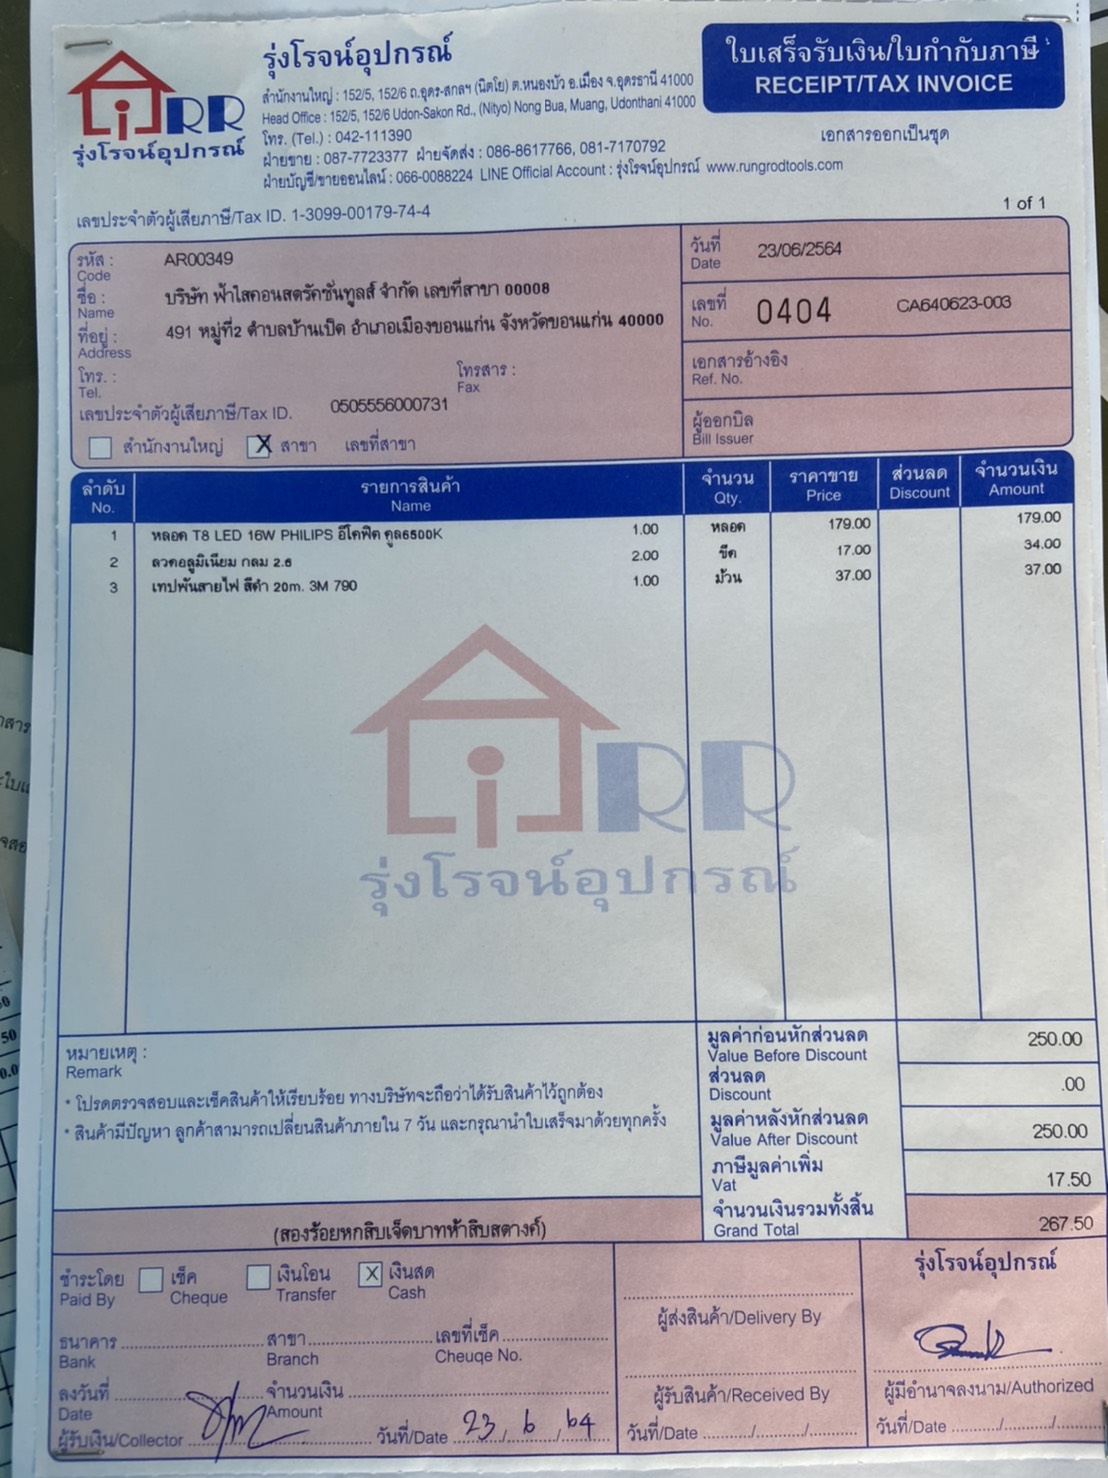 รุ่งโรจน์อุปกรณ์
สำนักงานใหญ่ : 152/5, 152/6 ถ.อุดร-สกลฯ (นิตโย) ต.หนองบัว อ.เมือง จ.อุดรธานี 41000
Head Office : 152/5, 152/6 Udon-Sakon Rd., (Nityo) Nong Bua, Muang, Udonthani 41000
โทร. (Tel.) : 042-111390
ฝ่ายขาย : 087-7723377 ฝ่ายจัดส่ง : 086-8617766, 081-7170792
ฝ่ายบัญชี/ขายออนไลน์ : 066-0088224 LINE Official Account : รุ่งโรจน์อุปกรณ์ www.rungrodtools.com
RR
รุ่งโรจน์อุปกรณ์
ใบเสร็จรับเงิน/ใบกำกับภาษี
RECEIPT/TAX INVOICE
เอกสารออกเป็นชุด
เลขประจำตัวผู้เสียภาษี/Tax ID. 1-3099-00179-74-4
1 of 1
รหัส : AR00349
Code
ชื่อ : บริษัท ฟ้าใสคอนสตรัคชั่นทูลส์ จำกัด เลขที่สาขา 00008
Name
ที่อยู่ : 491 หมู่ที่2 ตำบลบ้านเป็ด อำเภอเมืองขอนแก่น จังหวัดขอนแก่น 40000
Address
โทร. : โทรสาร :
Tel. Fax
เลขประจำตัวผู้เสียภาษี/Tax ID. 0505556000731
สำนักงานใหญ่ X สาขา เลขที่สาขา
วันที่ 23/06/2564
Date
เลขที่ 0404 CA640623-003
No.
เอกสารอ้างอิง
Ref. No.
ผู้ออกบิล
Bill Issuer
ลำดับ รายการสินค้า จำนวน ราคาขาย ส่วนลด จำนวนเงิน
No. Name Qty. Price Discount Amount
1 หลอด T8 LED 16W PHILIPS อีโคฟิต คูล6500K 1.00 หลอด 179.00 179.00
2 ลวดอลูมิเนียม กลม 2.6 2.00 ขีด 17.00 34.00
3 เทปพันสายไฟ สีดำ 20m. 3M 790 1.00 ม้วน 37.00 37.00
RR
รุ่งโรจน์อุปกรณ์
หมายเหตุ :
Remark
* โปรดตรวจสอบและเช็คสินค้าให้เรียบร้อย ทางบริษัทจะถือว่าได้รับสินค้าไว้ถูกต้อง
* สินค้ามีปัญหา ลูกค้าสามารถเปลี่ยนสินค้าภายใน 7 วัน และกรุณานำใบเสร็จมาด้วยทุกครั้ง
มูลค่าก่อนหักส่วนลด 250.00
Value Before Discount
ส่วนลด .00
Discount
มูลค่าหลังหักส่วนลด 250.00
Value After Discount
ภาษีมูลค่าเพิ่ม 17.50
Vat
จำนวนเงินรวมทั้งสิ้น 267.50
Grand Total
(สองร้อยหกสิบเจ็ดบาทห้าสิบสตางค์)
ชำระโดย เช็ค เงินโอน X เงินสด
Paid By Cheque Transfer Cash
ธนาคาร สาขา เลขที่เช็ค
Bank Branch Cheuqe No.
ลงวันที่ จำนวนเงิน
Date Amount
ผู้รับเงิน/Collector วันที่/Date 23/6/64
ผู้ส่งสินค้า/Delivery By
ผู้รับสินค้า/Received By
วันที่/Date
รุ่งโรจน์อุปกรณ์
ผู้มีอำนาจลงนาม/Authorized
วันที่/Date